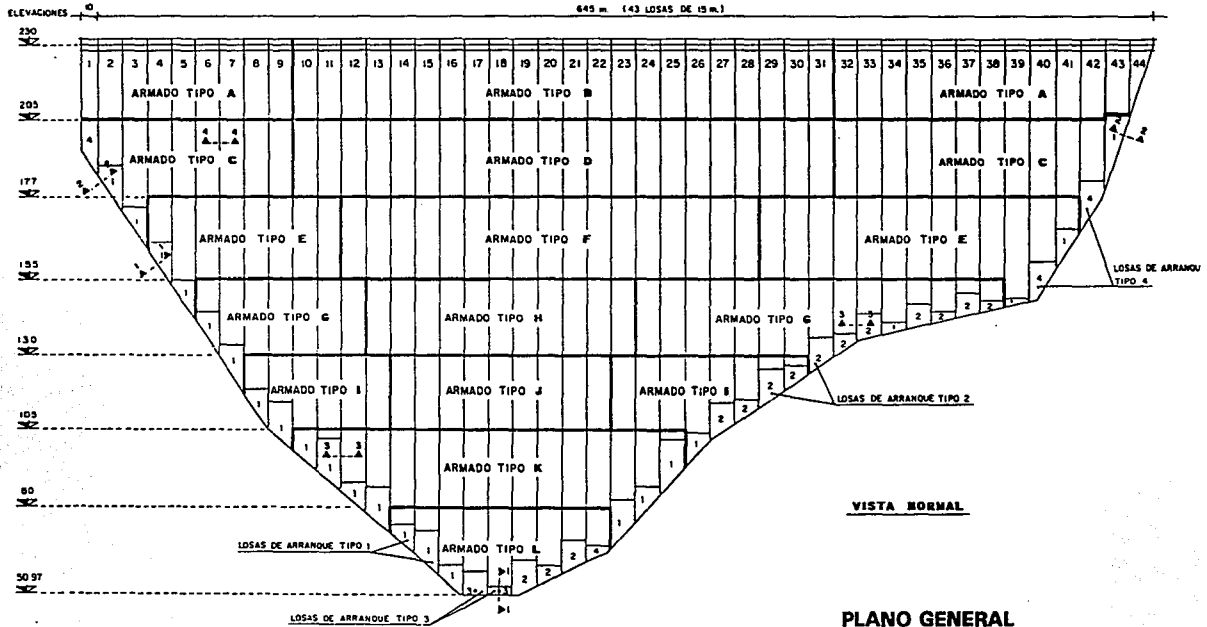 ELEVACIONES
10
645 m. (43 LOSAS DE 15 m.)
230
1 2 3 4 5 6 7 8 9 10 11 12 13 14 15 16 17 18 19 20 21 22 23 24 25 26 27 28 29 30 31 32 33 34 35 36 37 38 39 40 41 42 43 44
ARMADO TIPO A
ARMADO TIPO B
ARMADO TIPO A
205
4 4 4
ARMADO TIPO C
ARMADO TIPO D
ARMADO TIPO C
177
4
ARMADO TIPO E
ARMADO TIPO F
ARMADO TIPO E
155
LOSAS DE ARRANQU
TIPO 4
ARMADO TIPO G
ARMADO TIPO H
ARMADO TIPO G
130
ARMADO TIPO I
ARMADO TIPO J
ARMADO TIPO I
LOSAS DE ARRANQUE TIPO 2
105
3 3
ARMADO TIPO K
80
VISTA NORMAL
LOSAS DE ARRANQUE TIPO 1
ARMADO TIPO L
50 97
LOSAS DE ARRANQUE TIPO 3
PLANO GENERAL